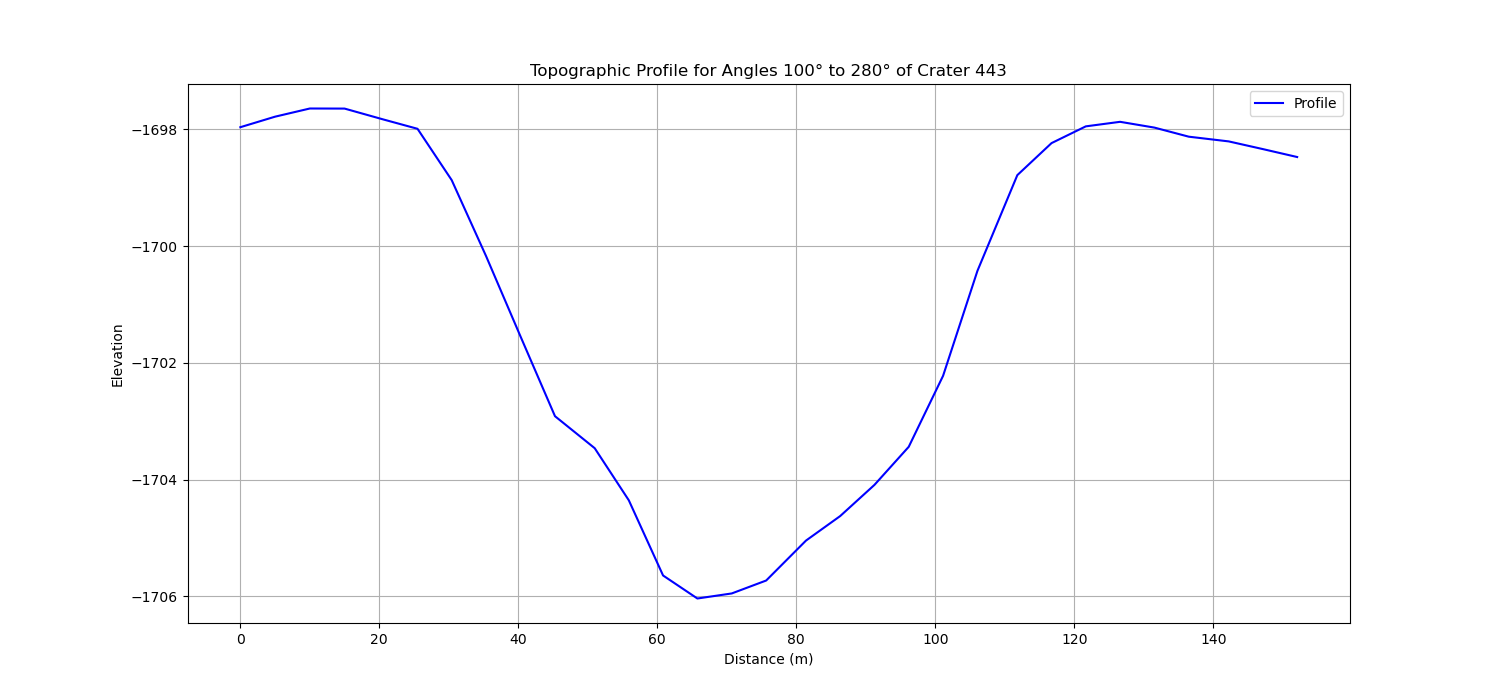 Topographic Profile for Angles 100° to 280° of Crater 443
Profile
−1698
−1700
−1702
−1704
−1706
Elevation
0 20 40 60 80 100 120 140
Distance (m)